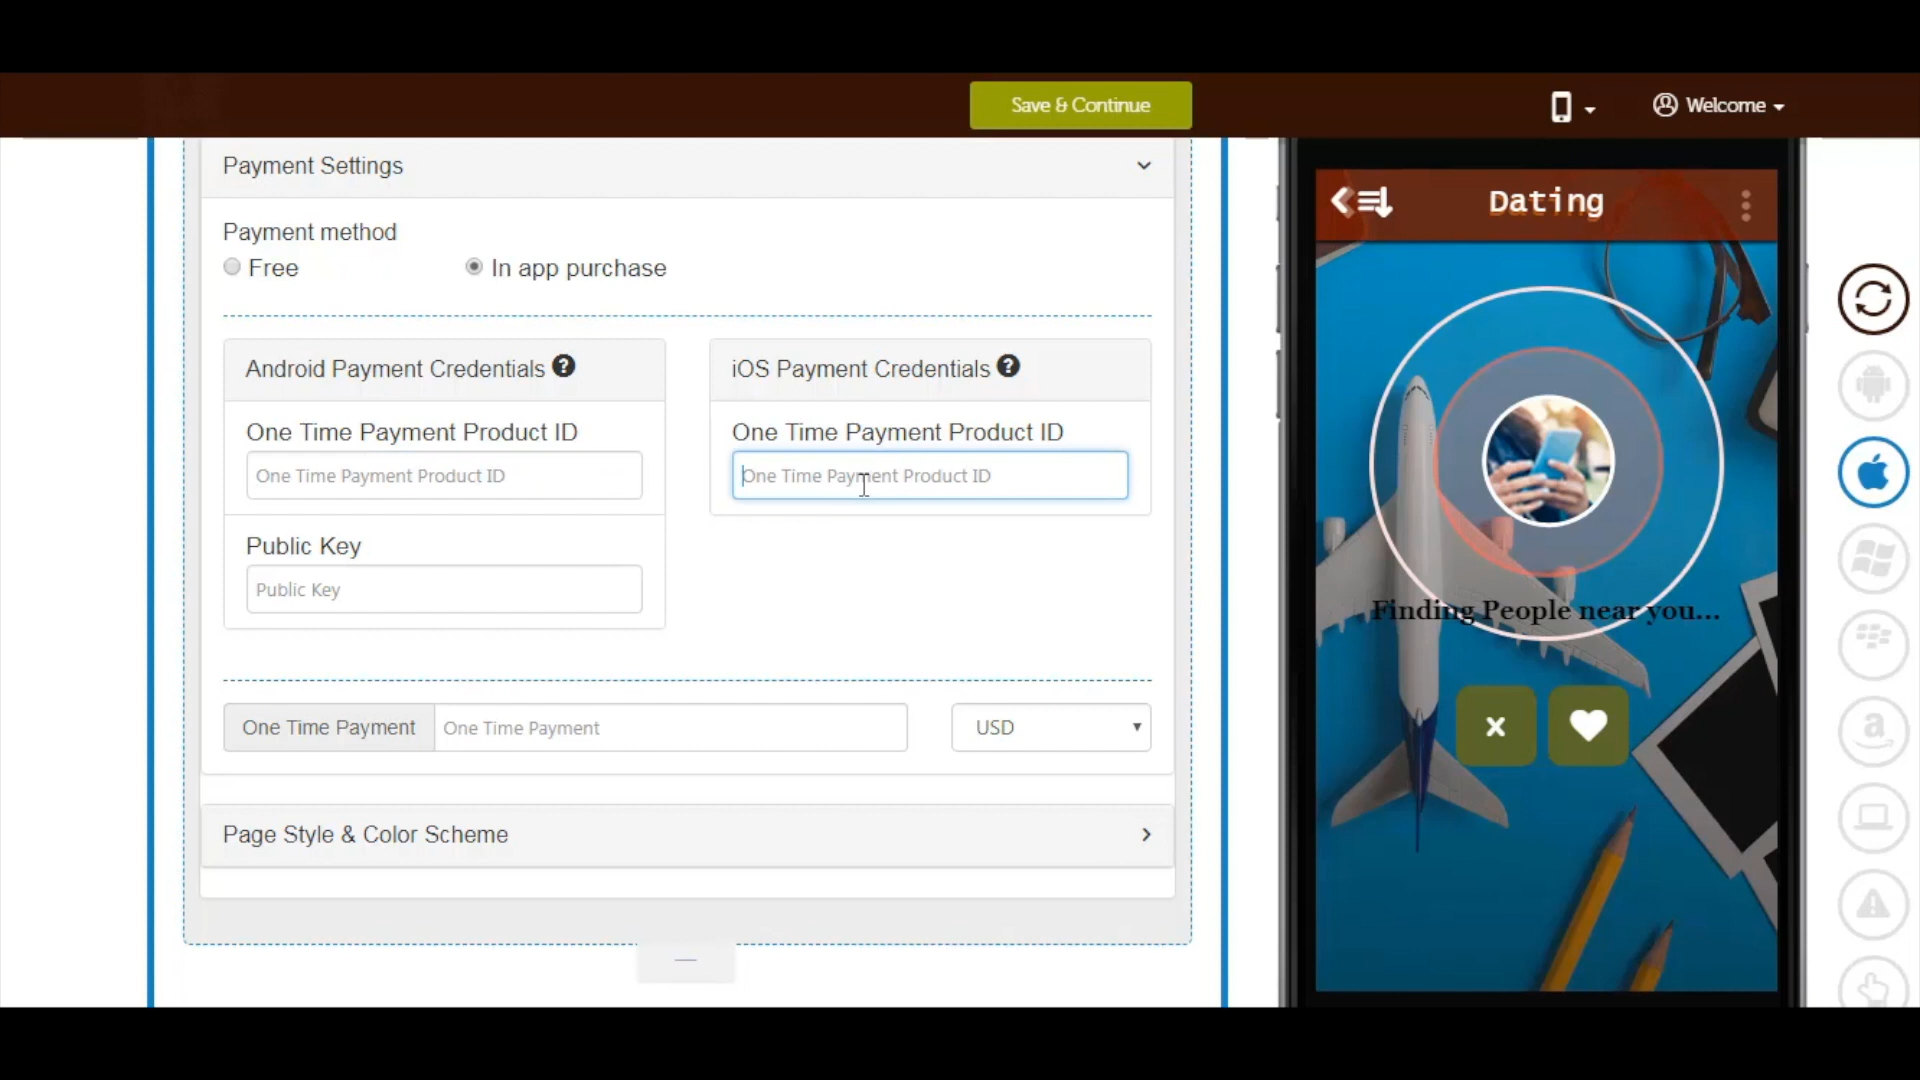 Save & Continue
Welcome
Payment Settings
Payment method
Free
In app purchase
Android Payment Credentials ?
iOS Payment Credentials ?
One Time Payment Product ID
One Time Payment Product ID
One Time Payment Product ID
One Time Payment Product ID
Public Key
Public Key
One Time Payment
One Time Payment
USD
Page Style & Color Scheme
Dating
Finding People near you...